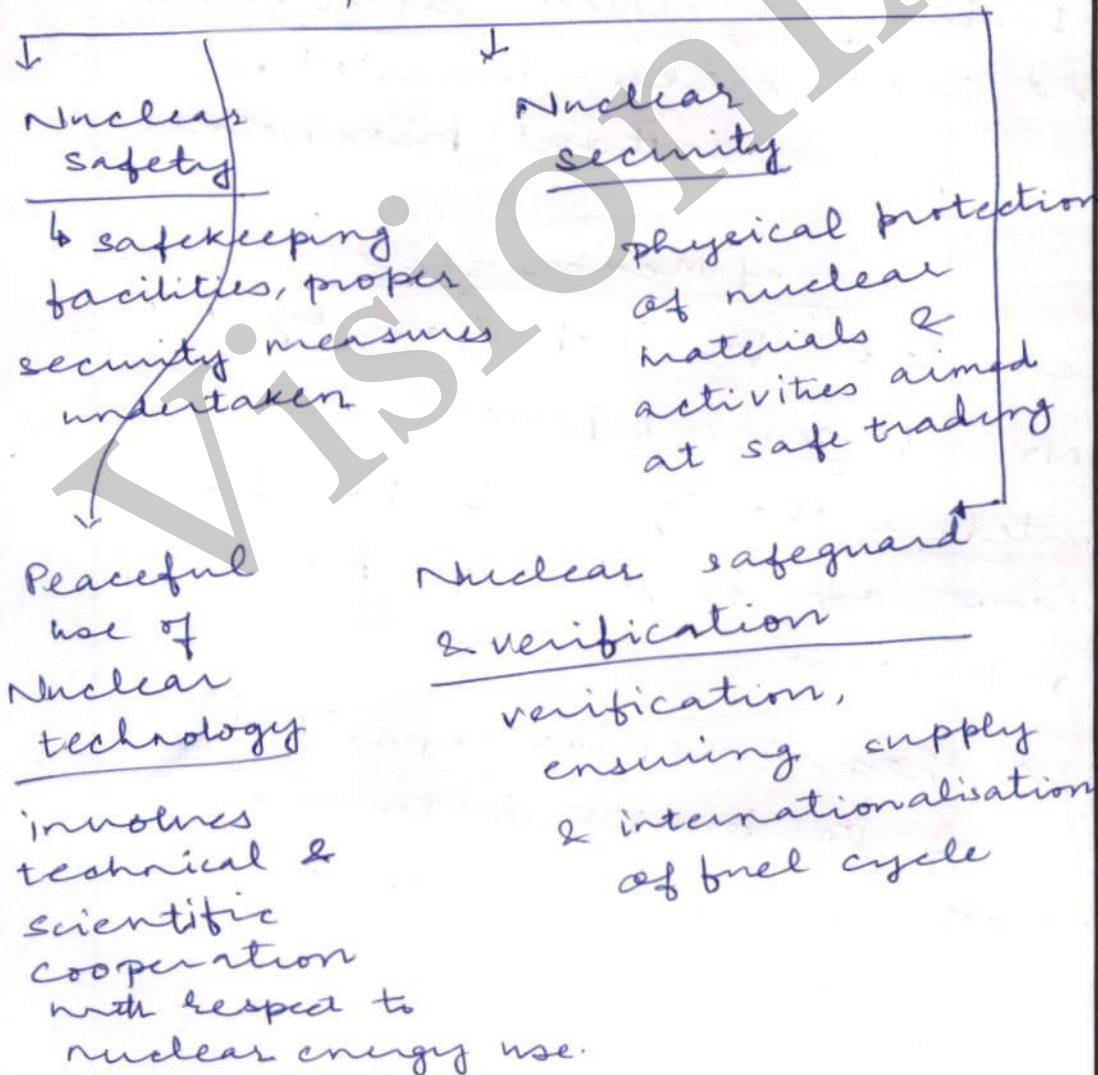 Nuclear
safety
↳ safekeeping
facilities, proper
security measures
undertaken
Nuclear
security
physical protection
of nuclear
materials &
activities aimed
at safe trading
Peaceful
use of
Nuclear
technology
involves
technical &
scientific
cooperation
with respect to
nuclear energy use.
Nuclear safeguard
& verification
verification,
ensuring supply
& internationalisation
of fuel cycle
Vision